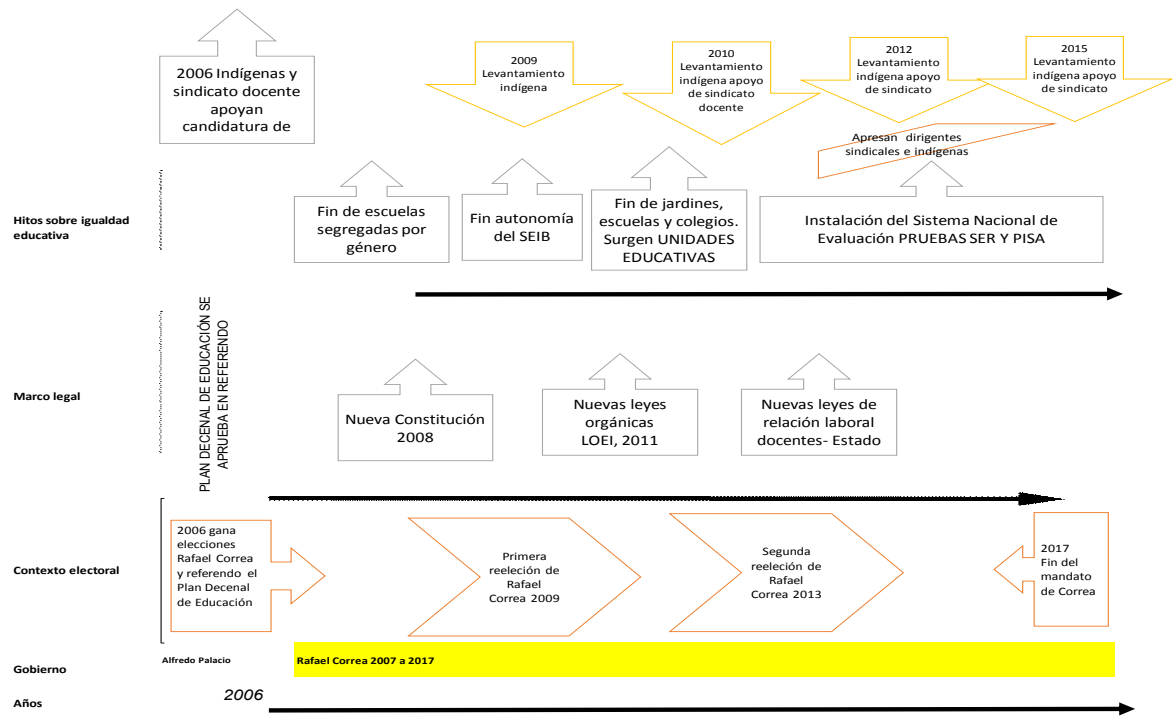 2006 Indígenas y
sindicato docente
apoyan
candidatura de
2009
Levantamiento
indígena
2010
Levantamiento
indígena apoyo
de sindicato
docente
2012
Levantamiento
indígena apoyo
de sindicato
2015
Levantamiento
indígena apoyo
de sindicato
Apresan dirigentes
sindicales e indígenas
Hitos sobre igualdad
educativa
Fin de escuelas
segregadas por
género
Fin autonomía
del SEIB
Fin de jardines,
escuelas y colegios.
Surgen UNIDADES
EDUCATIVAS
Instalación del Sistema Nacional de
Evaluación PRUEBAS SER Y PISA
PLAN DECENAL DE EDUCACIÓN SE
APRUEBA EN REFERENDO
Marco legal
Nueva Constitución
2008
Nuevas leyes
orgánicas
LOEI, 2011
Nuevas leyes de
relación laboral
docentes- Estado
Contexto electoral
2006 gana
elecciones
Rafael Correa
y referendo el
Plan Decenal
de Educación
Primera
reeleción de
Rafael
Correa 2009
Segunda
reeleción de
Rafael
Correa 2013
2017
Fin del
mandato
de Correa
Gobierno
Alfredo Palacio
Rafael Correa 2007 a 2017
Años
2006